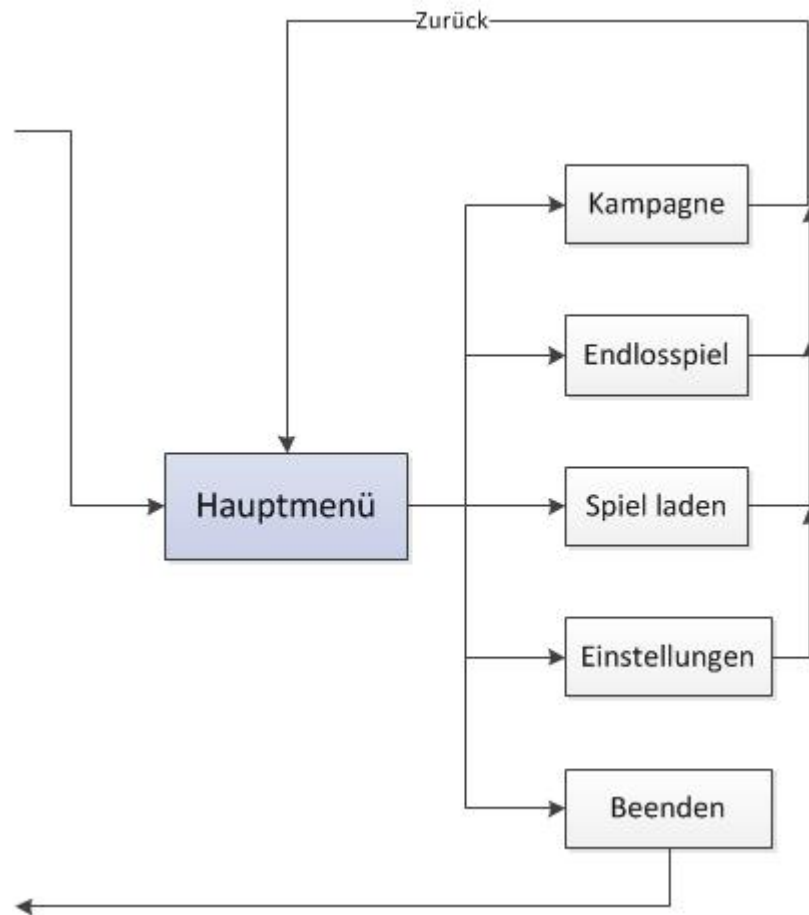 Zurück
Kampagne
Endlosspiel
Hauptmenü
Spiel laden
Einstellungen
Beenden